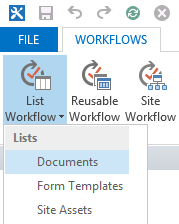 FILE WORKFLOWS
List Reusable Site
Workflow Workflow Workflow
Lists
Documents
Form Templates
Site Assets